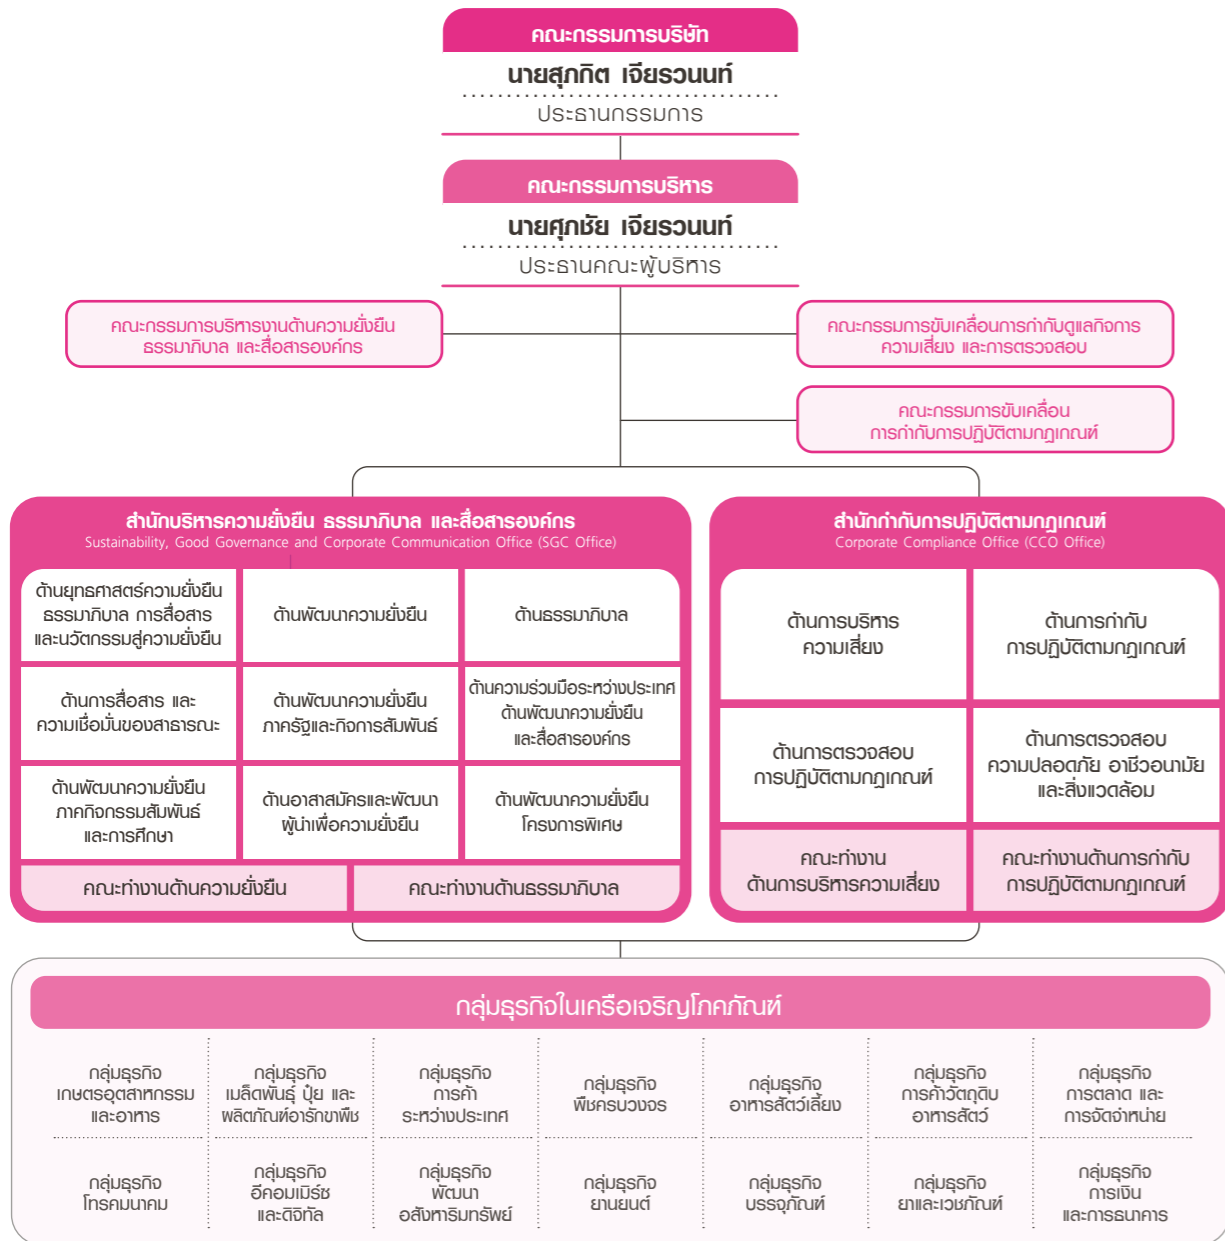 คณะกรรมการบริษัท
นายสุภกิต เจียรวนนท์
ประธานกรรมการ
คณะกรรมการบริหาร
นายศุภชัย เจียรวนนท์
ประธานคณะผู้บริหาร
คณะกรรมการบริหารงานด้านความยั่งยืน
ธรรมาภิบาล และสื่อสารองค์กร
คณะกรรมการขับเคลื่อนการกำกับดูแลกิจการ
ความเสี่ยง และการตรวจสอบ
คณะกรรมการขับเคลื่อน
การกำกับการปฏิบัติตามกฎเกณฑ์
สำนักบริหารความยั่งยืน ธรรมาภิบาล และสื่อสารองค์กร
Sustainability, Good Governance and Corporate Communication Office (SGC Office)
ด้านยุทธศาสตร์ความยั่งยืน
ธรรมาภิบาล การสื่อสาร
และนวัตกรรมสู่ความยั่งยืน
ด้านพัฒนาความยั่งยืน
ด้านธรรมาภิบาล
ด้านการสื่อสาร และ
ความเชื่อมั่นของสาธารณะ
ด้านพัฒนาความยั่งยืน
ภาครัฐและกิจการสัมพันธ์
ด้านความร่วมมือระหว่างประเทศ
ด้านพัฒนาความยั่งยืน
และสื่อสารองค์กร
ด้านพัฒนาความยั่งยืน
ภาคกิจกรรมสัมพันธ์
และการศึกษา
ด้านอาสาสมัครและพัฒนา
ผู้นำเพื่อความยั่งยืน
ด้านพัฒนาความยั่งยืน
โครงการพิเศษ
คณะทำงานด้านความยั่งยืน
คณะทำงานด้านธรรมาภิบาล
สำนักกำกับการปฏิบัติตามกฎเกณฑ์
Corporate Compliance Office (CCO Office)
ด้านการบริหาร
ความเสี่ยง
ด้านการกำกับ
การปฏิบัติตามกฎเกณฑ์
ด้านการตรวจสอบ
การปฏิบัติตามกฎเกณฑ์
ด้านการตรวจสอบ
ความปลอดภัย อาชีวอนามัย
และสิ่งแวดล้อม
คณะทำงาน
ด้านการบริหารความเสี่ยง
คณะทำงานด้านการกำกับ
การปฏิบัติตามกฎเกณฑ์
กลุ่มธุรกิจในเครือเจริญโภคภัณฑ์
กลุ่มธุรกิจ
เกษตรอุตสาหกรรม
และอาหาร
กลุ่มธุรกิจ
เมล็ดพันธุ์ ปุ๋ย และ
ผลิตภัณฑ์อารักขาพืช
กลุ่มธุรกิจ
การค้า
ระหว่างประเทศ
กลุ่มธุรกิจ
พืชครบวงจร
กลุ่มธุรกิจ
อาหารสัตว์เลี้ยง
กลุ่มธุรกิจ
การค้าวัตถุดิบ
อาหารสัตว์
กลุ่มธุรกิจ
การตลาด และ
การจัดจำหน่าย
กลุ่มธุรกิจ
โทรคมนาคม
กลุ่มธุรกิจ
อีคอมเมิร์ซ
และดิจิทัล
กลุ่มธุรกิจ
พัฒนา
อสังหาริมทรัพย์
กลุ่มธุรกิจ
ยานยนต์
กลุ่มธุรกิจ
บรรจุภัณฑ์
กลุ่มธุรกิจ
ยาและเวชภัณฑ์
กลุ่มธุรกิจ
การเงิน
และการธนาคาร